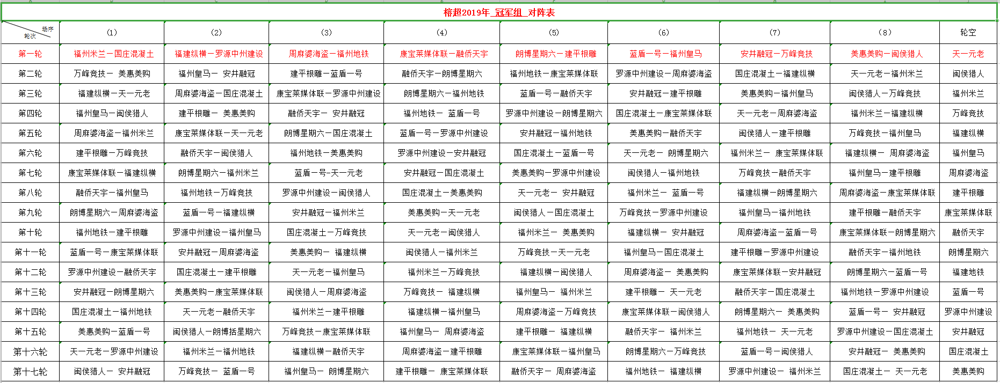 榕超2019年 冠军组 对阵表
场序 轮次 (1) (2) (3) (4) (5) (6) (7) (8) 轮空
第一轮 福州米兰—国庄混凝土 福建纵横—罗源中州建设 周麻婆海盗—福州地铁 康宝莱媒体联—融侨天宇 朗博星期六—建平根雕 蓝盾一号—福州皇马 安井融冠—万峰竞技 美惠美购—闽侯猎人 天一元老
第二轮 万峰竞技— 美惠美购 福州皇马— 安井融冠 建平根雕—蓝盾一号 融侨天宇—朗博星期六 福州地铁—康宝莱媒体联 罗源中州建设—周麻婆海盗 国庄混凝土—福建纵横 天一元老—福州米兰 闽侯猎人
第三轮 福建纵横—天一元老 周麻婆海盗—国庄混凝土 康宝莱媒体联—罗源中州建设 朗博星期六—福州地铁 蓝盾一号—融侨天宇 安井融冠—建平根雕 美惠美购—福州皇马 闽侯猎人—万峰竞技 福州米兰
第四轮 福州皇马—闽侯猎人 建平根雕— 美惠美购 融侨天宇— 安井融冠 福州地铁— 蓝盾一号 罗源中州建设—朗博星期六 国庄混凝土—康宝莱媒体联 天一元老—周麻婆海盗 福州米兰—福建纵横 万峰竞技
第五轮 周麻婆海盗—福州米兰 康宝莱媒体联—天一元老 朗博星期六—国庄混凝土 蓝盾一号—罗源中州建设 安井融冠—福州地铁 美惠美购—融侨天宇 闽侯猎人—建平根雕 万峰竞技—福州皇马 福建纵横
第六轮 建平根雕—万峰竞技 融侨天宇—闽侯猎人 福州地铁—美惠美购 罗源中州建设—安井融冠 国庄混凝土—蓝盾一号 天一元老— 朗博星期六 福州米兰— 康宝莱媒体联 福建纵横— 周麻婆海盗 福州皇马
第七轮 康宝莱媒体联—福建纵横 朗博星期六—福州米兰 蓝盾一号-天一元老 安井融冠—国庄混凝土 美惠美购—罗源中州建设 闽侯猎人—福州地铁 万峰竞技—融侨天宇 福州皇马—建平根雕 周麻婆海盗
第八轮 融侨天宇—福州皇马 福州地铁—万峰竞技 罗源中州建设—闽侯猎人 国庄混凝土—美惠美购 天一元老— 安井融冠 福州米兰— 蓝盾一号 福建纵横—朗博星期六 周麻婆海盗—康宝莱媒体联 建平根雕
第九轮 朗博星期六—周麻婆海盗 蓝盾一号—福建纵横 安井融冠—福州米兰 美惠美购—天一元老 闽侯猎人—国庄混凝土 万峰竞技—罗源中州建设 福州皇马—福州地铁 建平根雕—融侨天宇 康宝莱媒体联
第十轮 福州地铁—建平根雕 罗源中州建设—福州皇马 国庄混凝土—万峰竞技 天一元老—闽侯猎人 福州米兰— 美惠美购 福建纵横— 安井融冠 周麻婆海盗—蓝盾一号 康宝莱媒体联—朗博星期六 融侨天宇
第十一轮 蓝盾一号—康宝莱媒体联 安井融冠—周麻婆海盗 美惠美购— 福建纵横 闽侯猎人—福州米兰 万峰竞技—天一元老 福州皇马—国庄混凝土 建平根雕—罗源中州建设 融侨天宇—福州地铁 朗博星期六
第十二轮 罗源中州建设—融侨天宇 国庄混凝土—建平根雕 天一元老—福州皇马 福州米兰—万峰竞技 福建纵横—闽侯猎人 周麻婆海盗— 美惠美购 康宝莱媒体联—安井融冠 朗博星期六—蓝盾一号 福建地铁
第十三轮 安井融冠—朗博星期六 美惠美购—康宝莱媒体联 闽侯猎人—周麻婆海盗 万峰竞技— 福建纵横 福州皇马— 福州米兰 建平根雕— 天一元老 融侨天宇—国庄混凝土 福州地铁—罗源中州建设 蓝盾一号
第十四轮 国庄混凝土—福州地铁 天一元老—融侨天宇 福州米兰—建平根雕 福建纵横—福州皇马 周麻婆海盗—万峰竞技 康宝莱媒体联—闽侯猎人 朗博星期六— 美惠美购 蓝盾一号— 安井融冠 罗源中州建设
第十五轮 美惠美购—蓝盾一号 闽侯猎人—朗博括星期六 万峰竞技—康宝莱媒体联 福州皇马— 周麻婆海盗 建平根雕— 福建纵横 融侨天宇— 福州米兰 福州地铁— 天一元老 罗源中州建设—国庄混凝土 安井融冠
第十六轮 天一元老—罗源中州建设 福州米兰—福州地铁 福建纵横—融侨天宇 周麻婆海盗—建平根雕 康宝莱媒体联—福州皇马 朗博星期六—万峰竞技 蓝盾一号—闽侯猎人 安井融冠— 美惠美购 国庄混凝土
第十七轮 闽侯猎人— 安井融冠 万峰竞技— 蓝盾一号 福州皇马— 朗博星期六 建平根雕— 康宝莱媒体联 融侨天宇— 周麻婆海盗 福州地铁— 福建纵横 罗源中州建设— 福州米兰 国庄混凝土— 天一元老 美惠美购